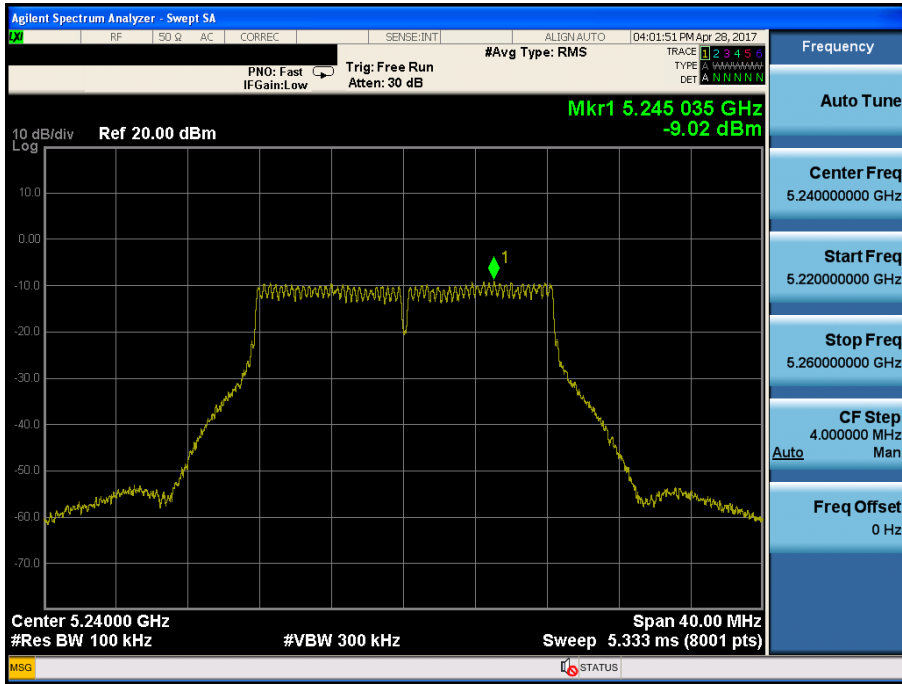 Agilent Spectrum Analyzer - Swept SA
LXI RF 50 Ω AC CORREC SENSE:INT ALIGN AUTO 04:01:51 PM Apr 28, 2017
#Avg Type: RMS
TRACE 1 2 3 4 5 6
TYPE A WWWWW
DET A N N N N N
PNO: Fast
IFGain:Low
Trig: Free Run
Atten: 30 dB
Mkr1 5.245 035 GHz
-9.02 dBm
10 dB/div Ref 20.00 dBm
Log
1
10.0
0.00
-10.0
-20.0
-30.0
-40.0
-50.0
-60.0
-70.0
Center 5.24000 GHz Span 40.00 MHz
#Res BW 100 kHz #VBW 300 kHz Sweep 5.333 ms (8001 pts)
MSG STATUS
Frequency
Auto Tune
Center Freq
5.240000000 GHz
Start Freq
5.220000000 GHz
Stop Freq
5.260000000 GHz
CF Step
4.000000 MHz
Auto Man
Freq Offset
0 Hz